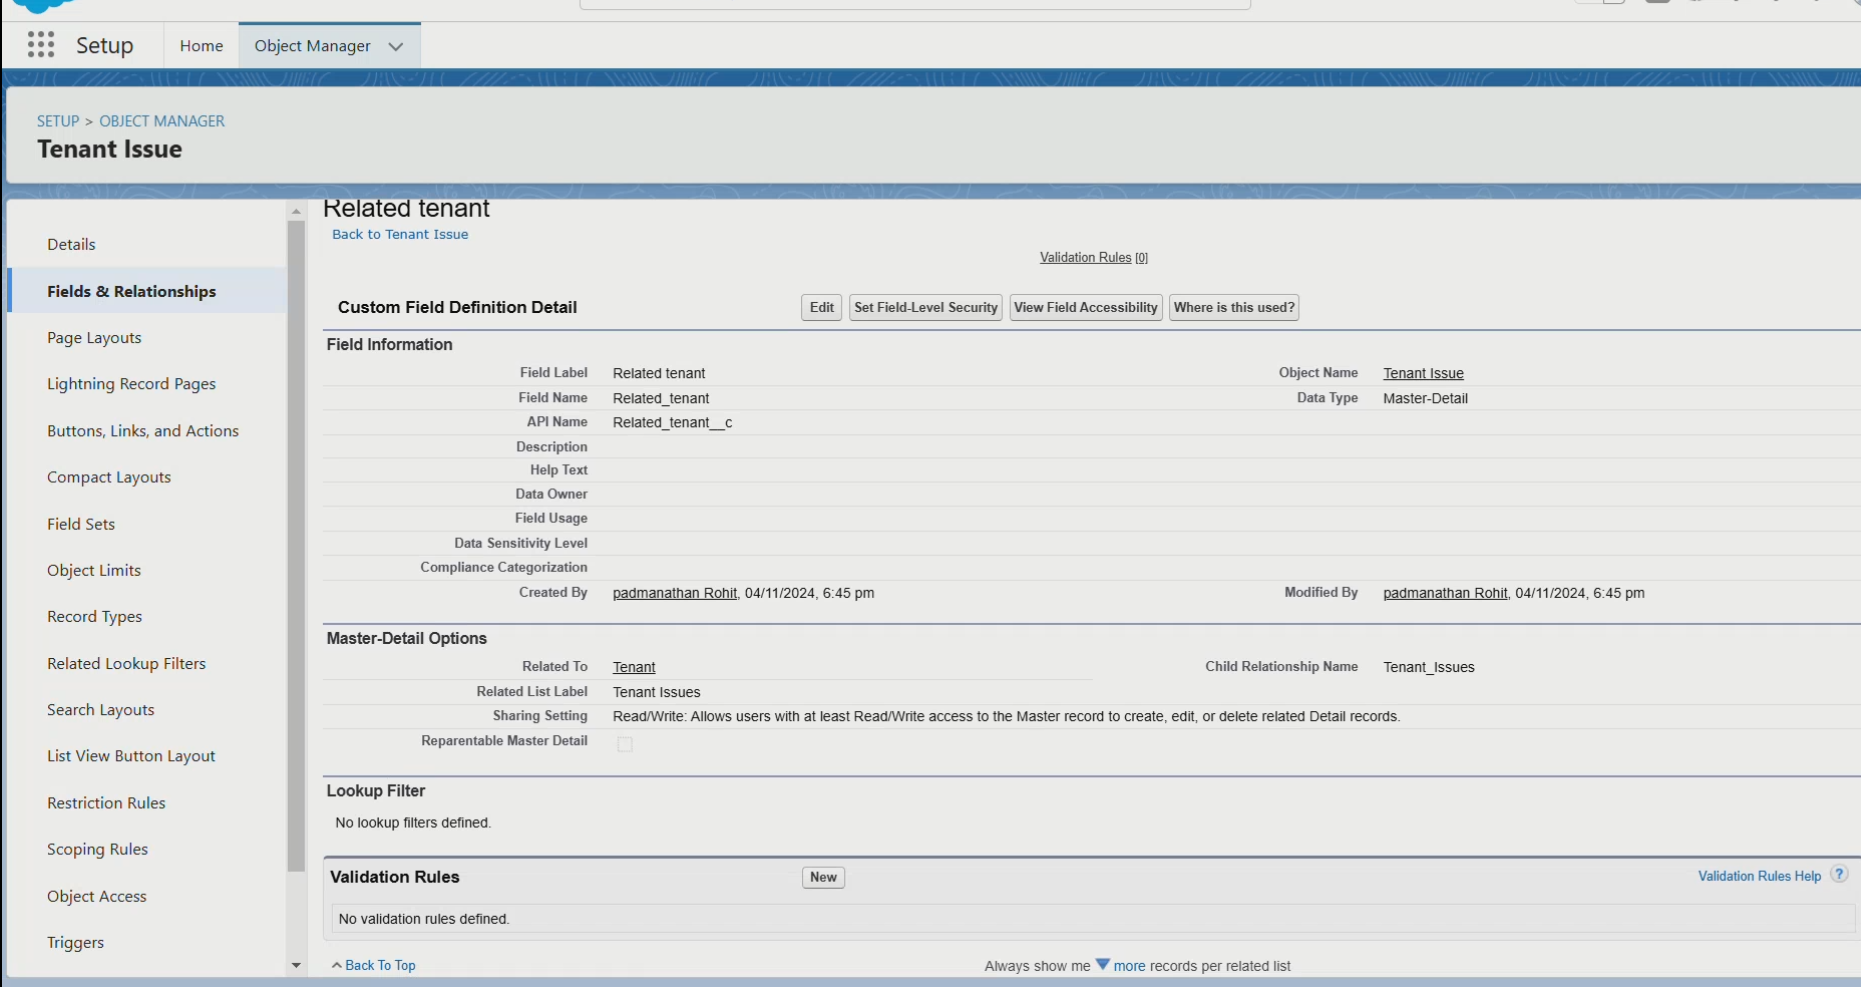 Setup
Home
Object Manager
SETUP > OBJECT MANAGER
Tenant Issue
Details
Fields & Relationships
Page Layouts
Lightning Record Pages
Buttons, Links, and Actions
Compact Layouts
Field Sets
Object Limits
Record Types
Related Lookup Filters
Search Layouts
List View Button Layout
Restriction Rules
Scoping Rules
Object Access
Triggers
Related tenant
Back to Tenant Issue
Validation Rules [0]
Custom Field Definition Detail
Edit
Set Field-Level Security
View Field Accessibility
Where is this used?
Field Information
Field Label Related tenant
Object Name Tenant Issue
Field Name Related_tenant
Data Type Master-Detail
API Name Related_tenant__c
Description
Help Text
Data Owner
Field Usage
Data Sensitivity Level
Compliance Categorization
Created By padmanathan Rohit, 04/11/2024, 6:45 pm
Modified By padmanathan Rohit, 04/11/2024, 6:45 pm
Master-Detail Options
Related To Tenant
Child Relationship Name Tenant_Issues
Related List Label Tenant Issues
Sharing Setting Read/Write: Allows users with at least Read/Write access to the Master record to create, edit, or delete related Detail records.
Reparentable Master Detail
Lookup Filter
No lookup filters defined.
Validation Rules
New
Validation Rules Help ?
No validation rules defined.
Back To Top
Always show me more records per related list